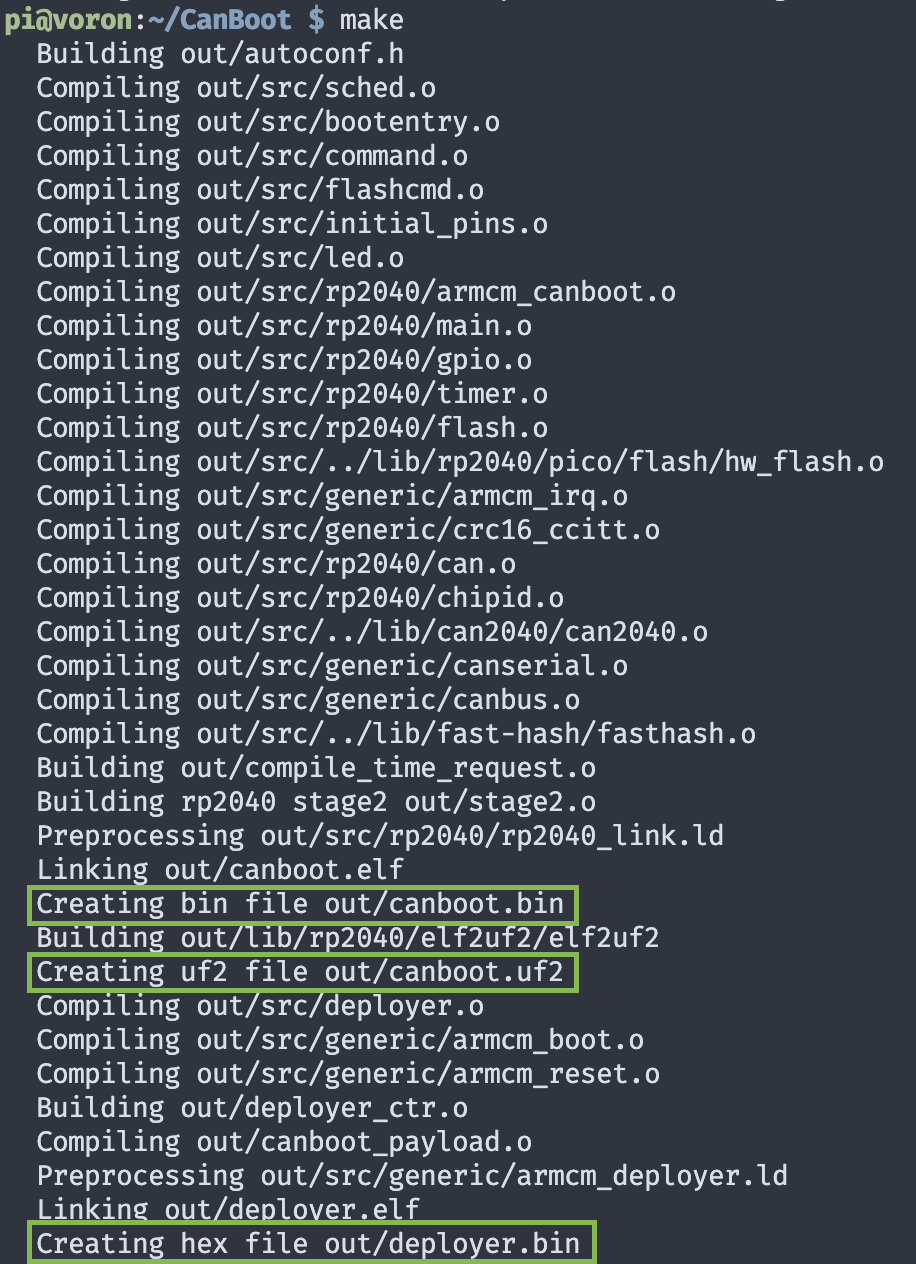 pi@voron:~/CanBoot $ make
Building out/autoconf.h
Compiling out/src/sched.o
Compiling out/src/bootentry.o
Compiling out/src/command.o
Compiling out/src/flashcmd.o
Compiling out/src/initial_pins.o
Compiling out/src/led.o
Compiling out/src/rp2040/armcm_canboot.o
Compiling out/src/rp2040/main.o
Compiling out/src/rp2040/gpio.o
Compiling out/src/rp2040/timer.o
Compiling out/src/rp2040/flash.o
Compiling out/src/../lib/rp2040/pico/flash/hw_flash.o
Compiling out/src/generic/armcm_irq.o
Compiling out/src/generic/crc16_ccitt.o
Compiling out/src/rp2040/can.o
Compiling out/src/rp2040/chipid.o
Compiling out/src/../lib/can2040/can2040.o
Compiling out/src/generic/canserial.o
Compiling out/src/generic/canbus.o
Compiling out/src/../lib/fast-hash/fasthash.o
Building out/compile_time_request.o
Building rp2040 stage2 out/stage2.o
Preprocessing out/src/rp2040/rp2040_link.ld
Linking out/canboot.elf
Creating bin file out/canboot.bin
Building out/lib/rp2040/elf2uf2/elf2uf2
Creating uf2 file out/canboot.uf2
Compiling out/src/deployer.o
Compiling out/src/generic/armcm_boot.o
Compiling out/src/generic/armcm_reset.o
Building out/deployer_ctr.o
Compiling out/canboot_payload.o
Preprocessing out/src/generic/armcm_deployer.ld
Linking out/deployer.elf
Creating hex file out/deployer.bin